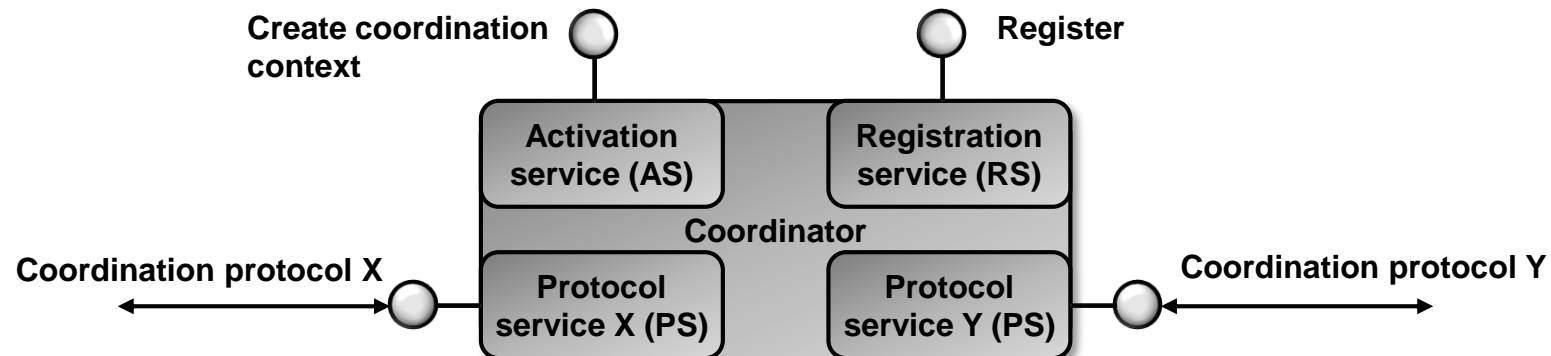 Create coordination
context
Register
Activation
service (AS)
Registration
service (RS)
Coordinator
Coordination protocol X
Coordination protocol Y
Protocol
service X (PS)
Protocol
service Y (PS)